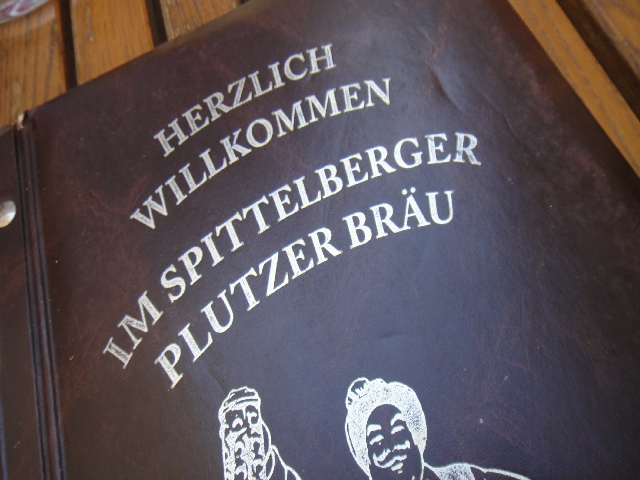 HERZLICH
WILLKOMMEN
IM SPITTELBERGER
PLUTZER BRÄU